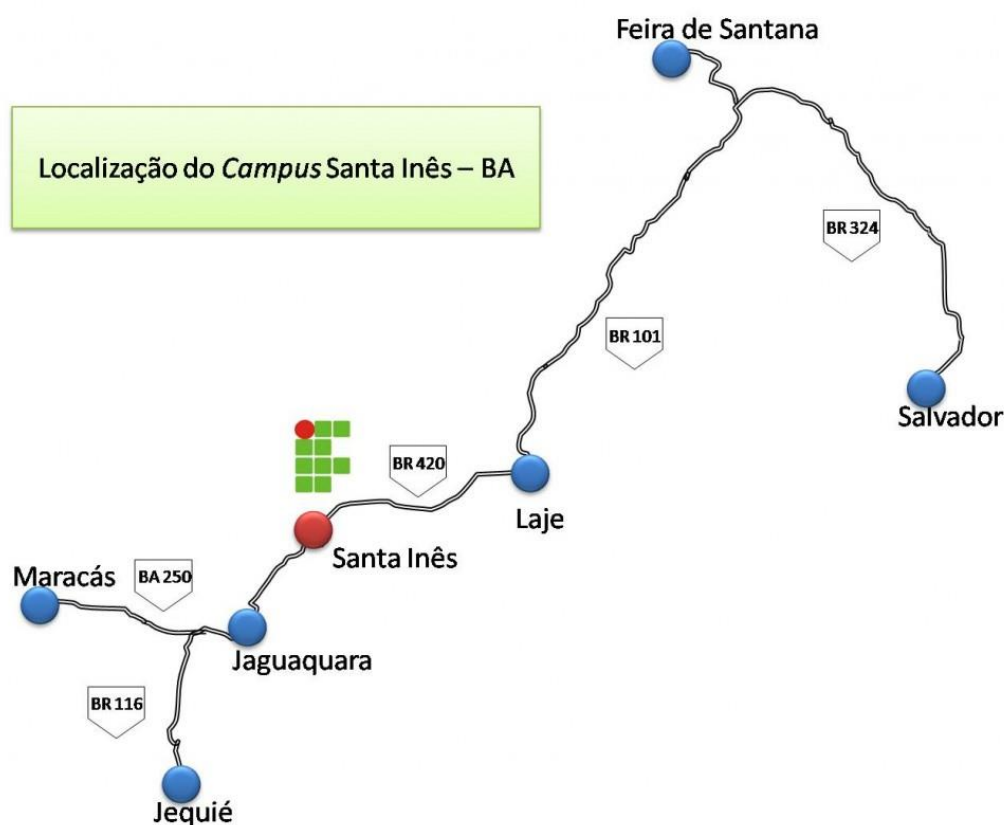 Feira de Santana
Localização do Campus Santa Inês – BA
BR 324
BR 101
Salvador
BR 420
Laje
Santa Inês
Maracás
BA 250
Jaguaquara
BR 116
Jequié